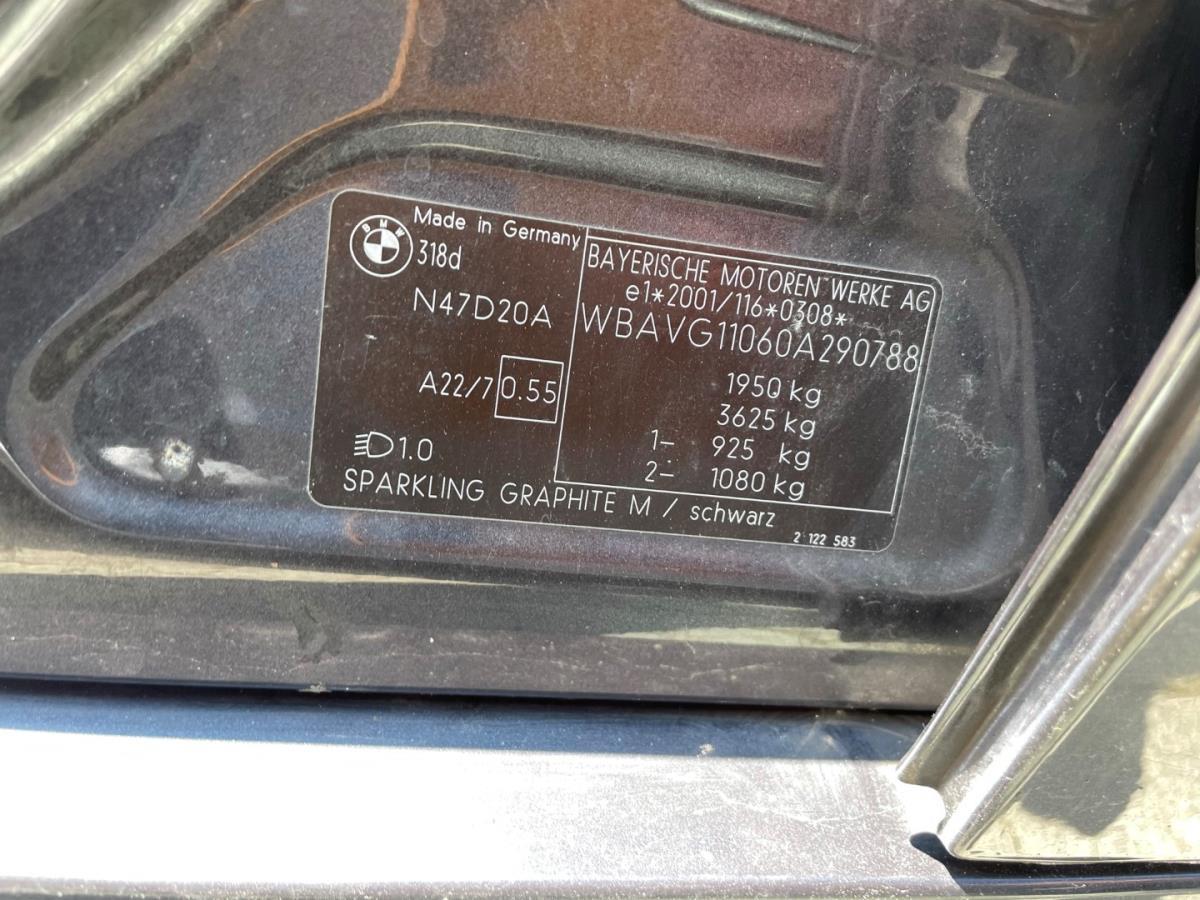 BMW
Made in Germany
318d
N47D20A
A22/7 0.55
1.0
BAYERISCHE MOTOREN WERKE AG
e1*2001/116*0308*
WBAVG11060A290788
1950 kg
3625 kg
1- 925 kg
2- 1080 kg
SPARKLING GRAPHITE M / schwarz
2 122 583